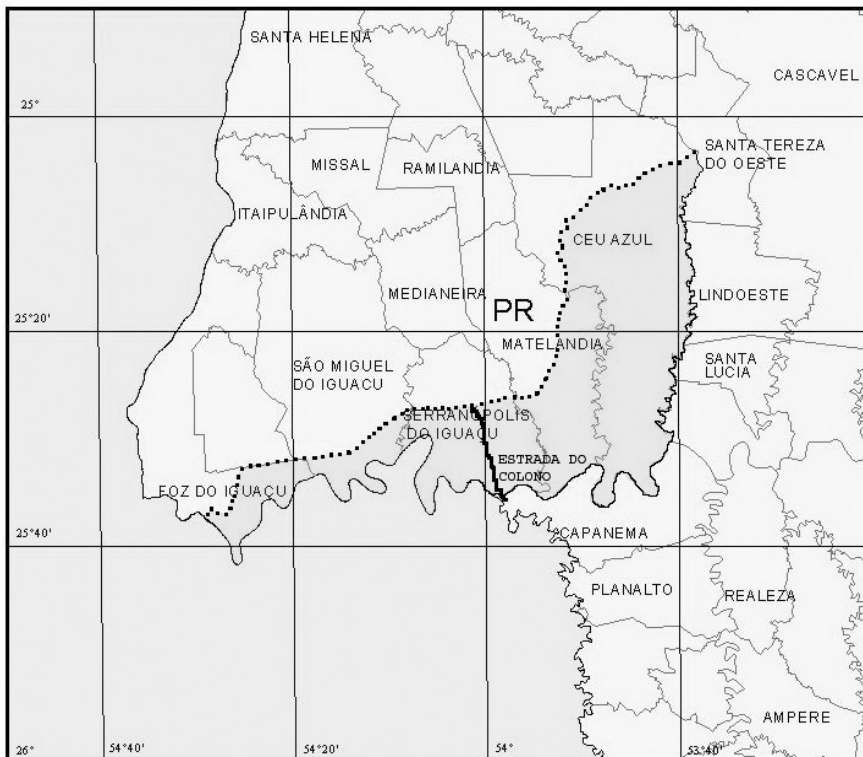 SANTA HELENA
CASCAVEL
25°
SANTA TEREZA
DO OESTE
MISSAL
RAMILANDIA
ITAIPULÂNDIA
CEU AZUL
MEDIANEIRA
LINDOESTE
PR
25°20'
MATELANDIA
SANTA
LUCIA
SÃO MIGUEL
DO IGUACU
SERRANOPOLIS
DO IGUACU
ESTRADA DO
COLONO
FOZ DO IGUACU
CAPANEMA
25°40'
PLANALTO
REALEZA
AMPERE
26°
54°40'
54°20'
54°
53°40'